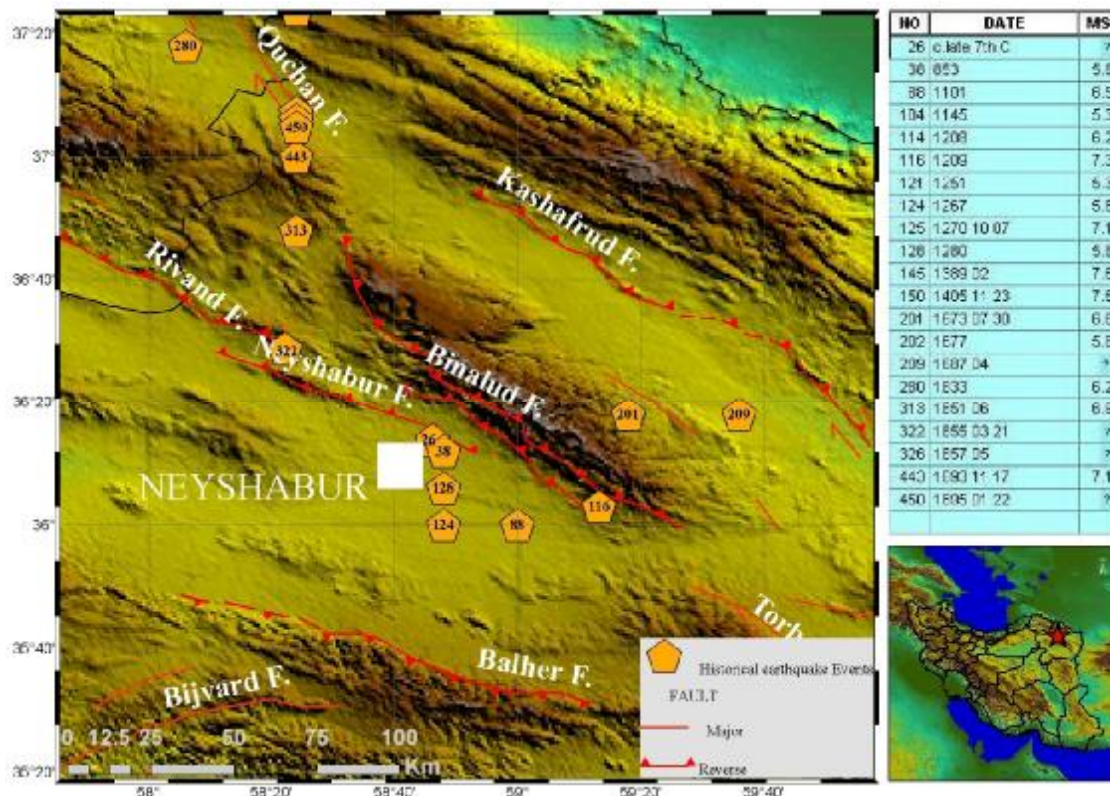 NO DATE MS
26 c.late 7th C ?
38 853
88 1101
104 1145
114 1208
116 1209
121 1251
124 1267
125 1270 10 07 7.1
128 1280
145 1389 02
150 1405 11 23
201 1673 07 30
202 1677
209 1687 04 ?
280 1833
313 1851 06
322 1855 03 21 ?
326 1857 05 ?
443 1893 11 17 7.1
450 1895 01 22 ?
37°20'
37°
36°40'
36°20'
36°
35°40'
35°20'
280
Quchan F.
450
443
313
Kashafrud F.
Rivand F.
322
Neyshabur F.
Binalud F.
201
209
26
38
NEYSHABUR
128
116
124
88
Torb
Balher F.
Bijvard F.
Historical earthquake Events
FAULT
Major
Reverse
0 12.5 25 50 75 100
Km
58° 58°20' 58°40' 59° 59°20' 59°40'